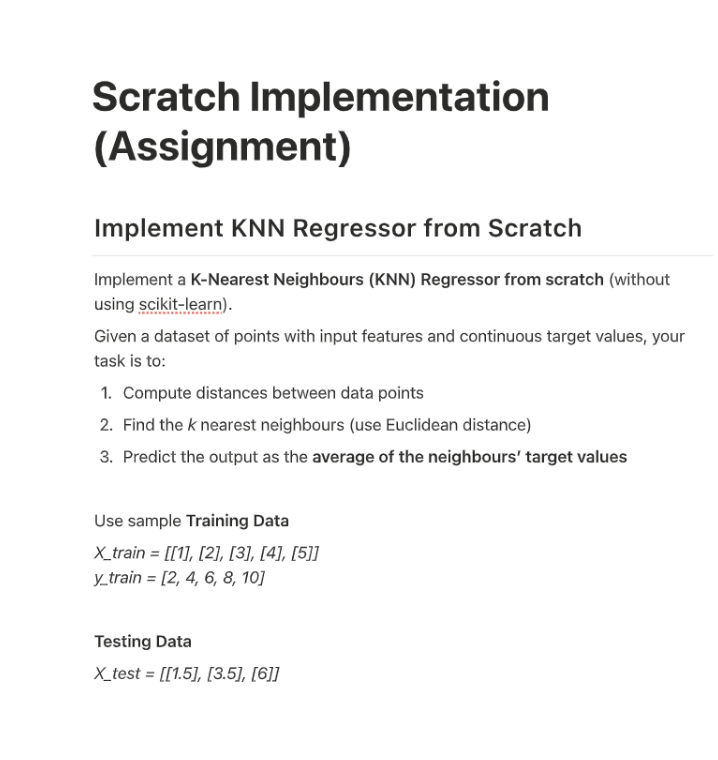 Scratch Implementation
(Assignment)
Implement KNN Regressor from Scratch
Implement a K-Nearest Neighbours (KNN) Regressor from scratch (without
using scikit-learn).
Given a dataset of points with input features and continuous target values, your
task is to:
1. Compute distances between data points
2. Find the k nearest neighbours (use Euclidean distance)
3. Predict the output as the average of the neighbours’ target values
Use sample Training Data
X_train = [[1], [2], [3], [4], [5]]
y_train = [2, 4, 6, 8, 10]
Testing Data
X_test = [[1.5], [3.5], [6]]